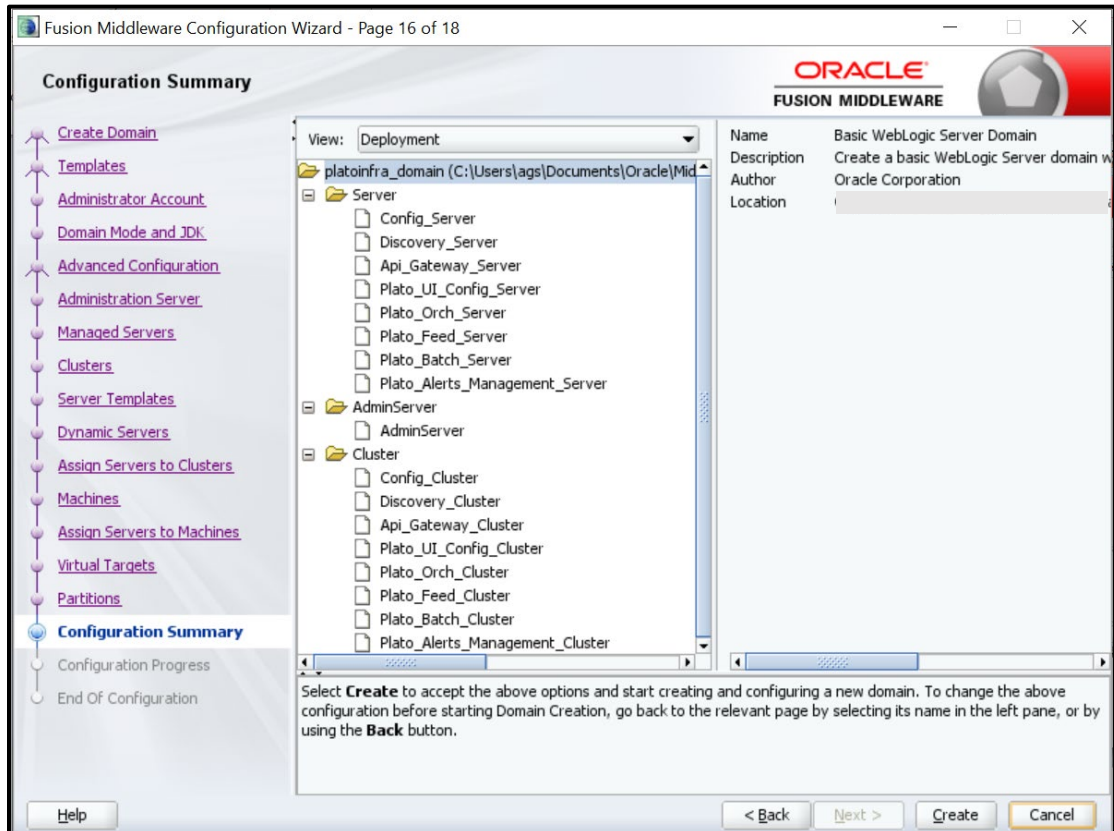 Fusion Middleware Configuration Wizard - Page 16 of 18
Configuration Summary
ORACLE
FUSION MIDDLEWARE
Create Domain
Templates
Administrator Account
Domain Mode and JDK
Advanced Configuration
Administration Server
Managed Servers
Clusters
Server Templates
Dynamic Servers
Assign Servers to Clusters
Machines
Assign Servers to Machines
Virtual Targets
Partitions
Configuration Summary
Configuration Progress
End Of Configuration
View: Deployment
platoinfra_domain (C:\Users\ags\Documents\Oracle\Mid
Server
Config_Server
Discovery_Server
Api_Gateway_Server
Plato_UI_Config_Server
Plato_Orch_Server
Plato_Feed_Server
Plato_Batch_Server
Plato_Alerts_Management_Server
AdminServer
AdminServer
Cluster
Config_Cluster
Discovery_Cluster
Api_Gateway_Cluster
Plato_UI_Config_Cluster
Plato_Orch_Cluster
Plato_Feed_Cluster
Plato_Batch_Cluster
Plato_Alerts_Management_Cluster
Name Basic WebLogic Server Domain
Description Create a basic WebLogic Server domain w
Author Oracle Corporation
Location
Select Create to accept the above options and start creating and configuring a new domain. To change the above
configuration before starting Domain Creation, go back to the relevant page by selecting its name in the left pane, or by
using the Back button.
Help
< Back Next > Create Cancel